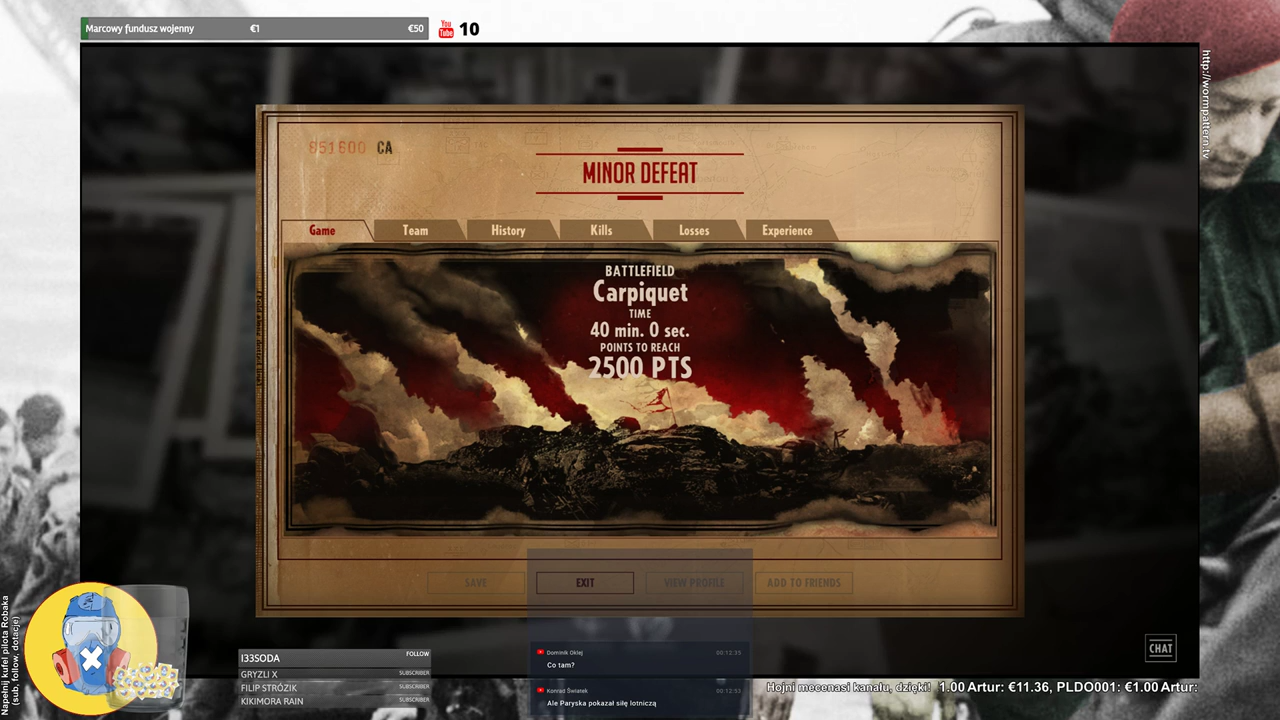 Marcowy fundusz wojenny €1 €50
You Tube 10
http://wormpattern.tv
851600 CA
MINOR DEFEAT
Game Team History Kills Losses Experience
BATTLEFIELD
Carpiquet
TIME
40 min. 0 sec.
POINTS TO REACH
2500 PTS
SAVE EXIT VIEW PROFILE ADD TO FRIENDS
CHAT
Napełnij kufel pilota Robaka
(sub, follow, dotacje)
I33SODA FOLLOW
GRYZLI X SUBSCRIBER
FILIP STRÓZIK SUBSCRIBER
KIKIMORA RAIN SUBSCRIBER
Dominik Oklej 00:12:35
Co tam?
Konrad Światek 00:12:53
Ale Paryska pokazał siłę lotniczą
Hojni mecenasi kanału, dzięki! 1.00 Artur: €11.36, PLDO001: €1.00 Artur: